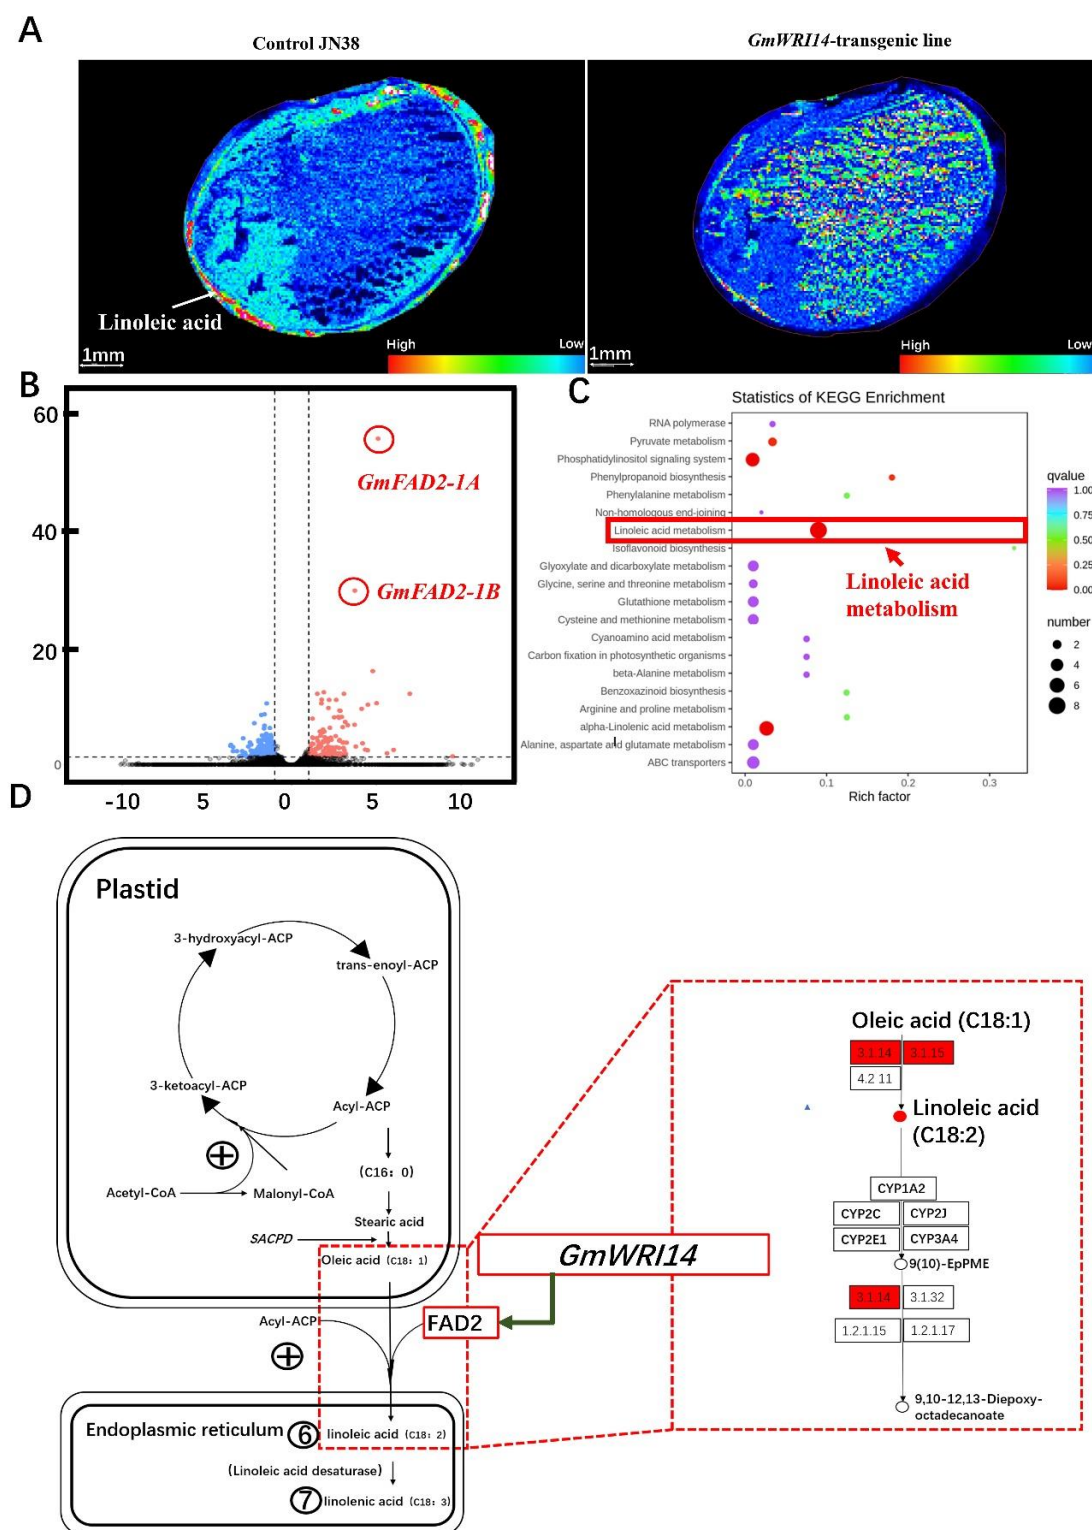 A
Control JN38
GmWRI14-transgenic line
Linoleic acid
1mm
High
Low
1mm
High
Low
B
60
40
20
0
GmFAD2-1A
GmFAD2-1B
-10
5
0
5
10
C
Statistics of KEGG Enrichment
RNA polymerase
Pyruvate metabolism
Phosphatidylinositol signaling system
Phenylpropanoid biosynthesis
Phenylalanine metabolism
Non-homologous end-joining
Linoleic acid metabolism
Isoflavonoid biosynthesis
Glyoxylate and dicarboxylate metabolism
Glycine, serine and threonine metabolism
Glutathione metabolism
Cysteine and methionine metabolism
Cyanoamino acid metabolism
Carbon fixation in photosynthetic organisms
beta-Alanine metabolism
Benzoxazinoid biosynthesis
Arginine and proline metabolism
alpha-Linolenic acid metabolism
Alanine, aspartate and glutamate metabolism
ABC transporters
Linoleic acid
metabolism
0.0
0.1
0.2
0.3
Rich factor
qvalue
1.00
0.75
0.50
0.25
0.00
number
2
4
6
8
D
Plastid
3-hydroxyacyl-ACP
trans-enoyl-ACP
3-ketoacyl-ACP
Acyl-ACP
(C16: 0)
Acetyl-CoA
Malonyl-CoA
Stearic acid
SACPD
Oleic acid (C18: 1)
Acyl-ACP
FAD2
GmWRI14
Endoplasmic reticulum
6
linoleic acid (C18: 2)
(Linoleic acid desaturase)
7
linolenic acid (C18: 3)
Oleic acid (C18:1)
3.1.14
3.1.15
4.2 11
Linoleic acid
(C18:2)
CYP1A2
CYP2C
CYP2J
CYP2E1
CYP3A4
9(10)-EpPME
3.1.14
3.1.32
1.2.1.15
1.2.1.17
9,10-12,13-Diepoxy-
octadecanoate